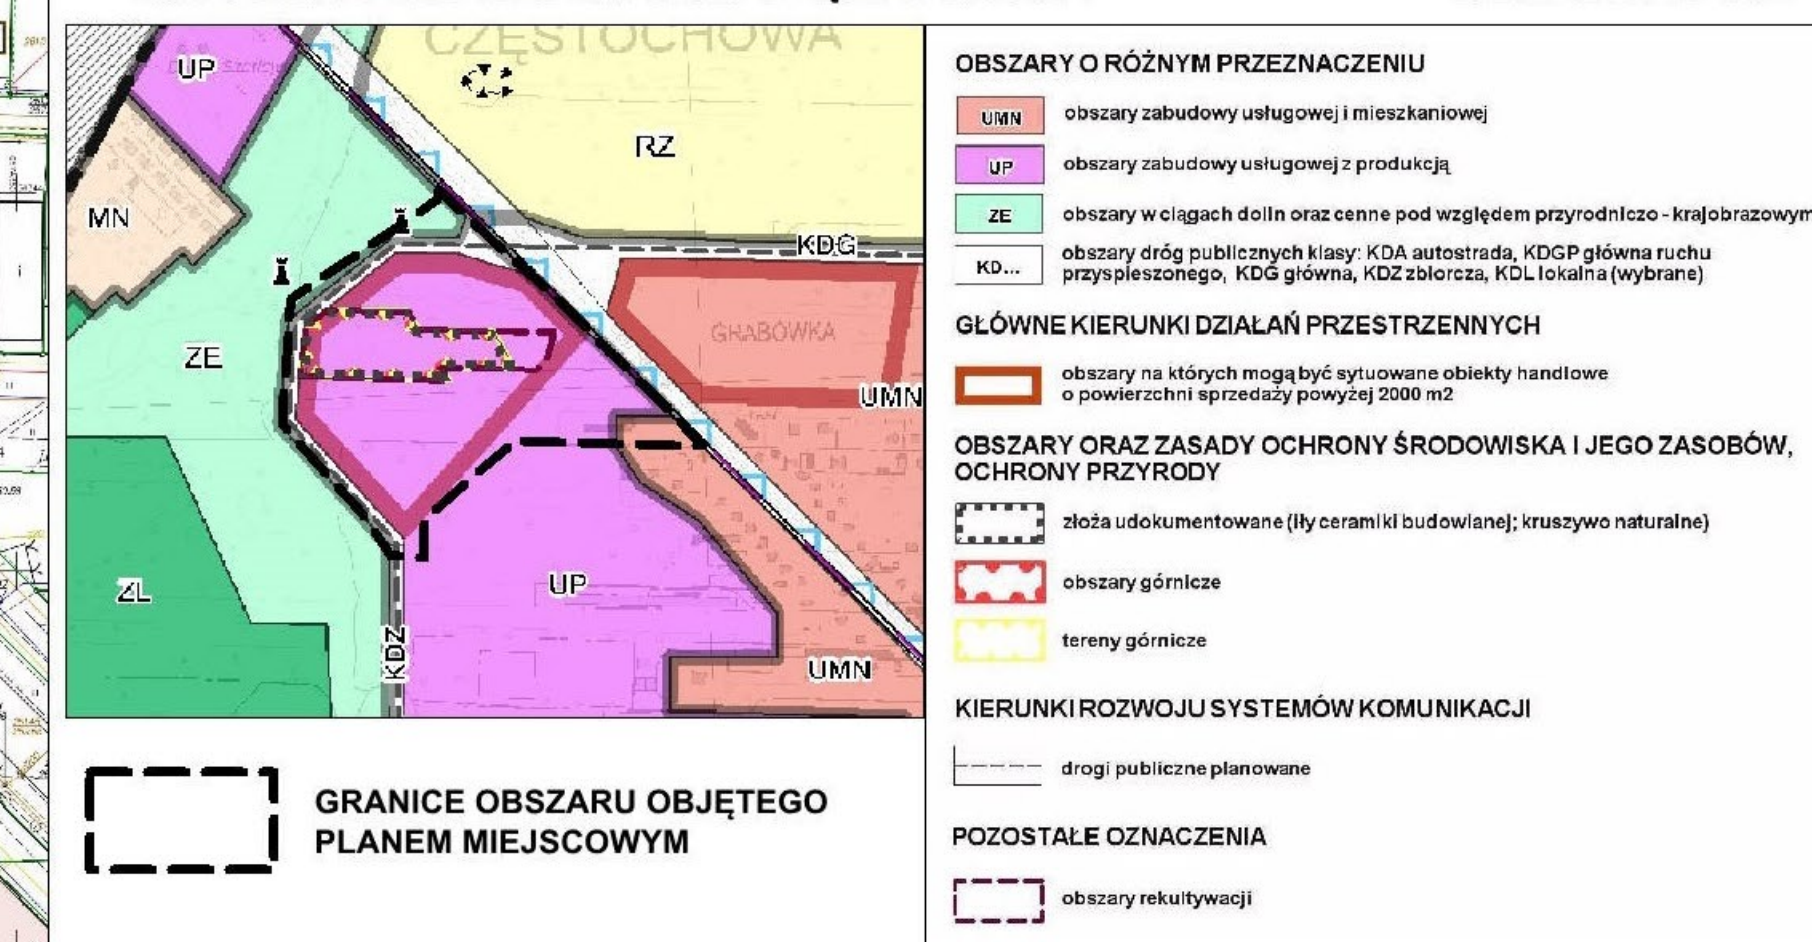 CZĘSTOCHOWA
UP
RZ
MN
KDG
GRABÓWKA
ZE
UMN
ZL
UP
KDZ
UMN
GRANICE OBSZARU OBJĘTEGO
PLANEM MIEJSCOWYM
OBSZARY O RÓŻNYM PRZEZNACZENIU
UMN obszary zabudowy usługowej i mieszkaniowej
UP obszary zabudowy usługowej z produkcją
ZE obszary w ciągach dolin oraz cenne pod względem przyrodniczo - krajobrazowym
KD... obszary dróg publicznych klasy: KDA autostrada, KDGP główna ruchu
przyspieszonego, KDG główna, KDZ zbiorcza, KDL lokalna (wybrane)
GŁÓWNE KIERUNKI DZIAŁAŃ PRZESTRZENNYCH
obszary na których mogą być sytuowane obiekty handlowe
o powierzchni sprzedaży powyżej 2000 m2
OBSZARY ORAZ ZASADY OCHRONY ŚRODOWISKA I JEGO ZASOBÓW,
OCHRONY PRZYRODY
złoża udokumentowane (iły ceramiki budowlanej; kruszywo naturalne)
obszary górnicze
tereny górnicze
KIERUNKI ROZWOJU SYSTEMÓW KOMUNIKACJI
drogi publiczne planowane
POZOSTAŁE OZNACZENIA
obszary rekultywacji